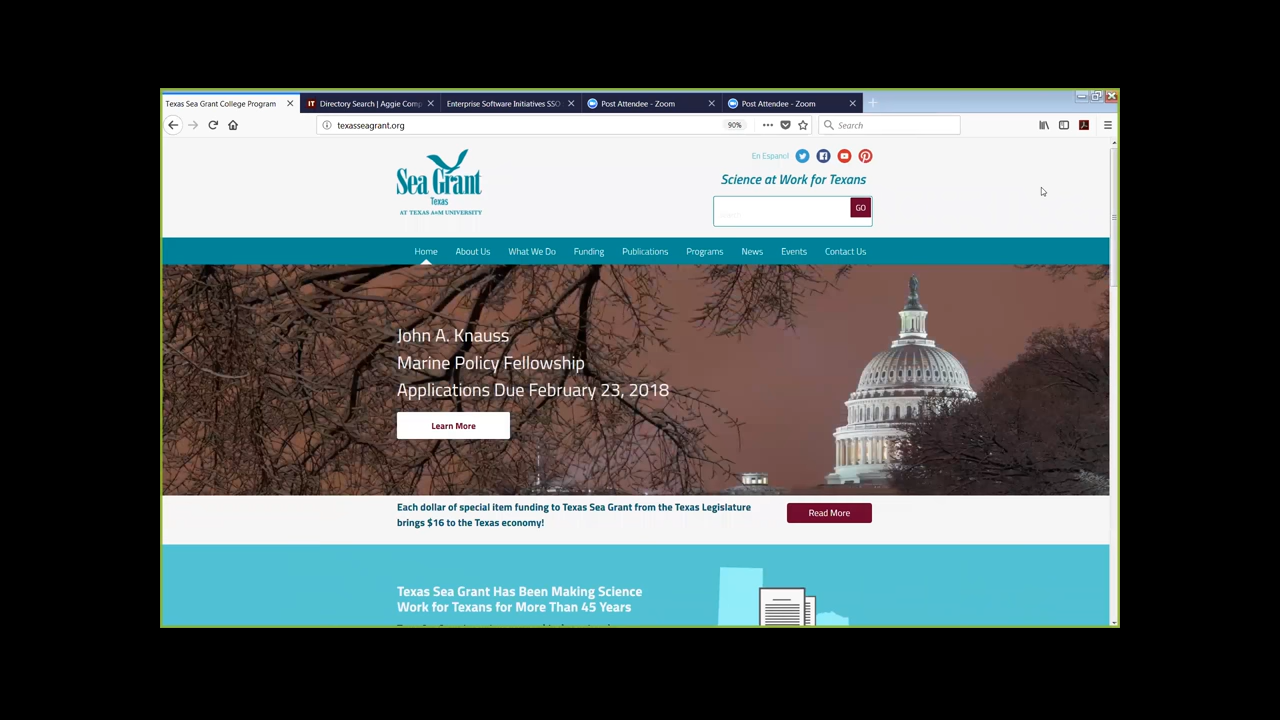 Texas Sea Grant College Program
IT Directory Search | Aggie Com
Enterprise Software Initiatives SSO
Post Attendee - Zoom
Post Attendee - Zoom
texasseagrant.org
90%
Search
Sea Grant
Texas
AT TEXAS A&M UNIVERSITY
En Espanol
Science at Work for Texans
GO
Home About Us What We Do Funding Publications Programs News Events Contact Us
John A. Knauss
Marine Policy Fellowship
Applications Due February 23, 2018
Learn More
Each dollar of special item funding to Texas Sea Grant from the Texas Legislature
brings $16 to the Texas economy!
Read More
Texas Sea Grant Has Been Making Science
Work for Texans for More Than 45 Years